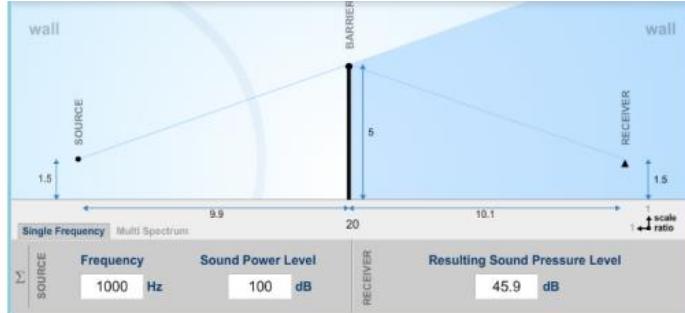 wall
BARRIER
wall
SOURCE
RECEIVER
5
1.5
1.5
9.9
10.1
20
1
1
scale
ratio
Single Frequency
Multi Spectrum
SOURCE
Frequency
1000 Hz
Sound Power Level
100 dB
RECEIVER
Resulting Sound Pressure Level
45.9 dB